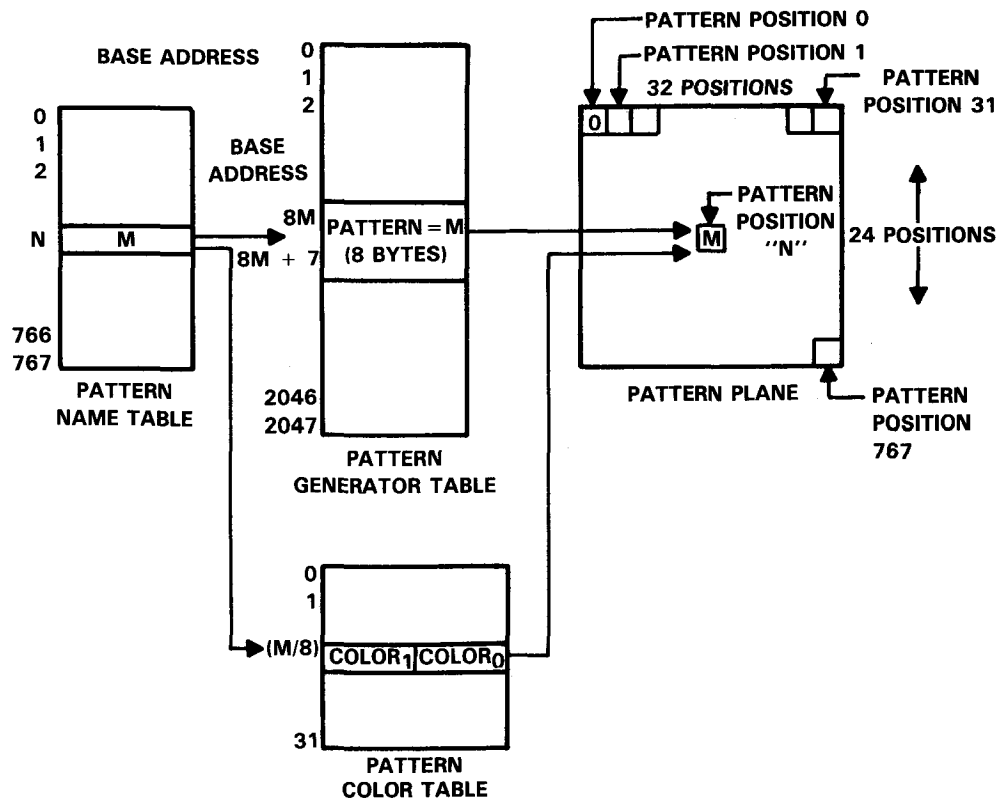 BASE ADDRESS
0
1
2
766
767
N
M
PATTERN
NAME TABLE
BASE
ADDRESS
0
1
2
8M
8M + 7
PATTERN = M
(8 BYTES)
2046
2047
PATTERN
GENERATOR TABLE
PATTERN POSITION 0
PATTERN POSITION 1
32 POSITIONS
PATTERN
POSITION 31
0
PATTERN
POSITION
"N"
M
24 POSITIONS
PATTERN PLANE
PATTERN
POSITION
767
0
1
(M/8)
COLOR1 COLOR0
31
PATTERN
COLOR TABLE